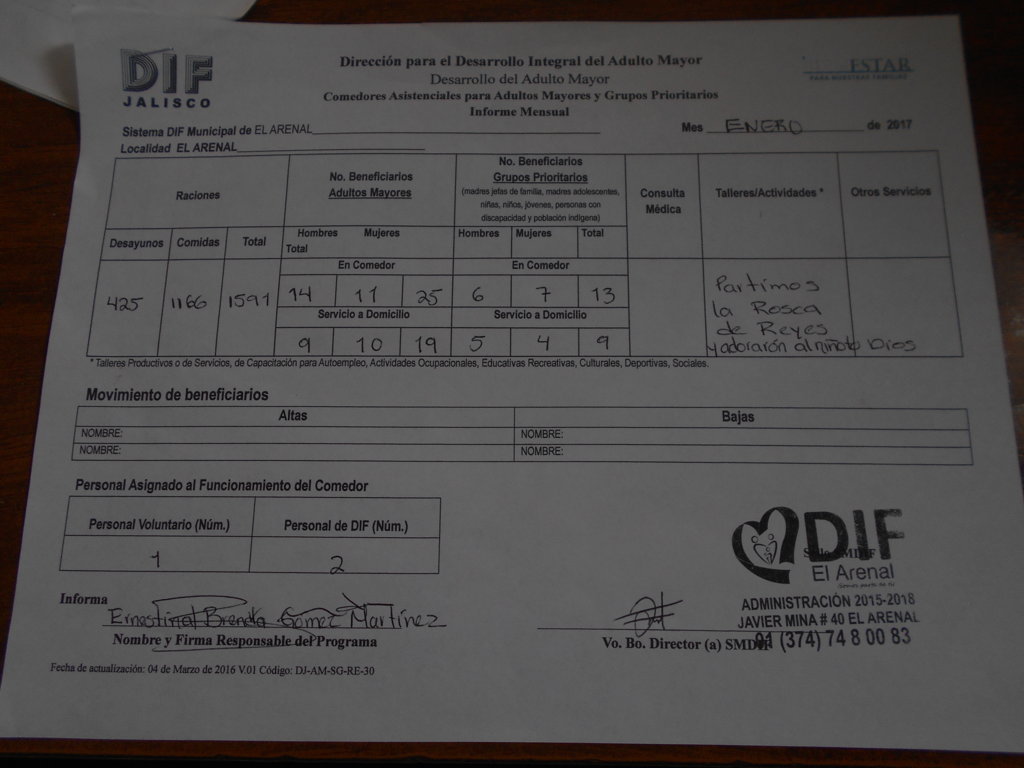 DIF
JALISCO
Dirección para el Desarrollo Integral del Adulto Mayor
Desarrollo del Adulto Mayor
Comedores Asistenciales para Adultos Mayores y Grupos Prioritarios
Informe Mensual
ESTAR
Sistema DIF Municipal de EL ARENAL
Mes ENERO de 2017
Localidad EL ARENAL
Raciones
No. Beneficiarios
Adultos Mayores
No. Beneficiarios
Grupos Prioritarios
(madres jefas de familia, madres adolescentes,
niñas, niños, jóvenes, personas con
discapacidad y población indígena)
Consulta
Médica
Talleres/Actividades *
Otros Servicios
Desayunos Comidas Total
Hombres Mujeres
Total
Hombres Mujeres Total
En Comedor En Comedor
425 1166 1591
14 11 25 6 7 13
Servicio a Domicilio Servicio a Domicilio
9 10 19 5 4 9
Partimos
la Rosca
de Reyes
y adorarón al niñoto Dios
* Talleres Productivos o de Servicios, de Capacitación para Autoempleo, Actividades Ocupacionales, Educativas Recreativas, Culturales, Deportivas, Sociales.
Movimiento de beneficiarios
Altas Bajas
NOMBRE: NOMBRE:
NOMBRE: NOMBRE:
Personal Asignado al Funcionamiento del Comedor
Personal Voluntario (Núm.) Personal de DIF (Núm.)
1 2
DIF
El Arenal
ADMINISTRACIÓN 2015-2018
JAVIER MINA # 40 EL ARENAL
01 (374) 74 8 00 83
Informa
Ernestina Brenda Gómez Martínez
Nombre y Firma Responsable del Programa
Vo. Bo. Director (a) SMDIF
Fecha de actualización: 04 de Marzo de 2016 V.01 Código: DJ-AM-SG-RE-30